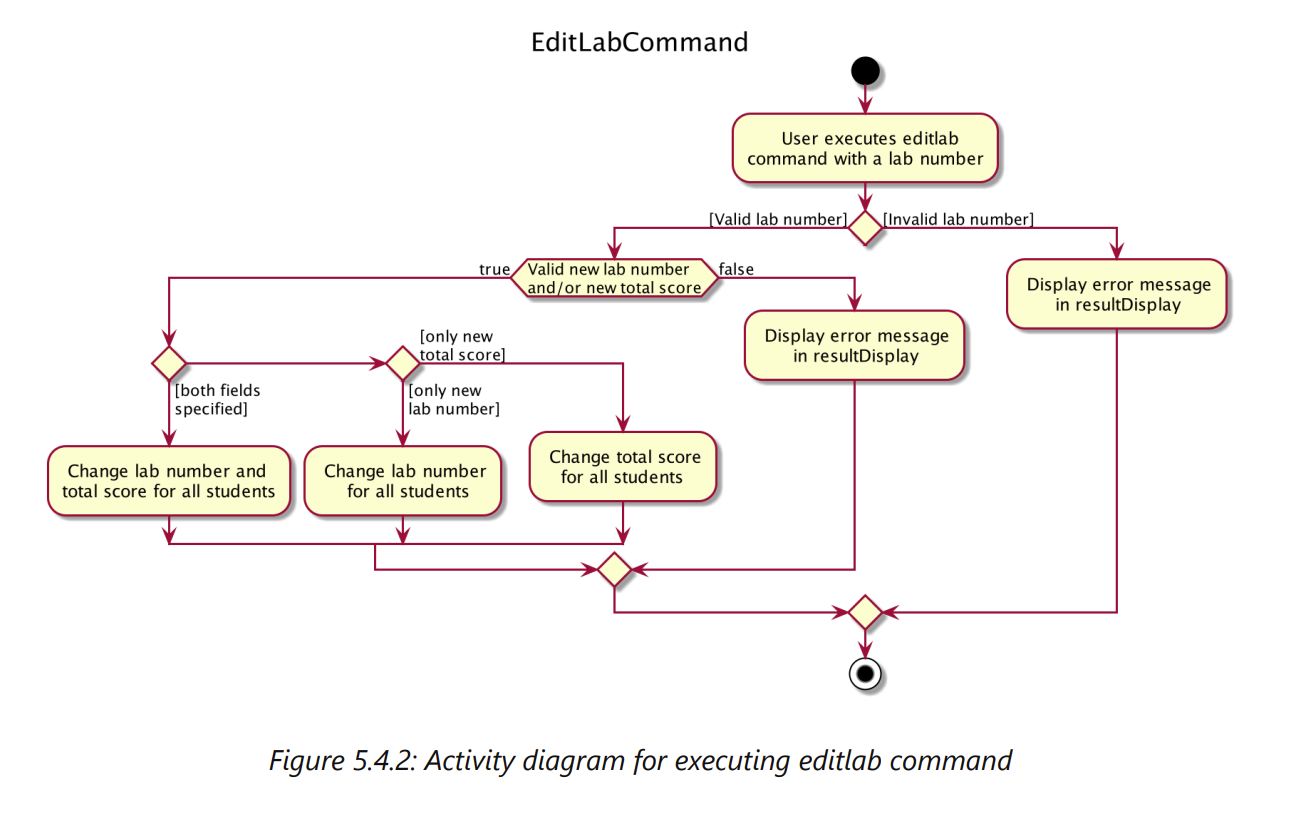 EditLabCommand
User executes editlab
command with a lab number
[Valid lab number]
[Invalid lab number]
true
Valid new lab number
and/or new total score
false
Display error message
in resultDisplay
Display error message
in resultDisplay
[only new
total score]
[both fields
specified]
[only new
lab number]
Change lab number and
total score for all students
Change lab number
for all students
Change total score
for all students
Figure 5.4.2: Activity diagram for executing editlab command